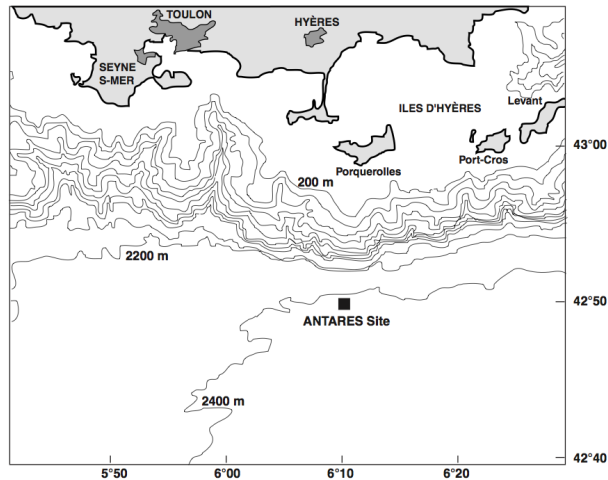 TOULON
HYÈRES
SEYNE
S-MER
ILES D'HYÈRES
Levant
43°00
Porquerolles
Port-Cros
200 m
2200 m
42°50
ANTARES Site
2400 m
42°40
5°50
6°00
6°10
6°20